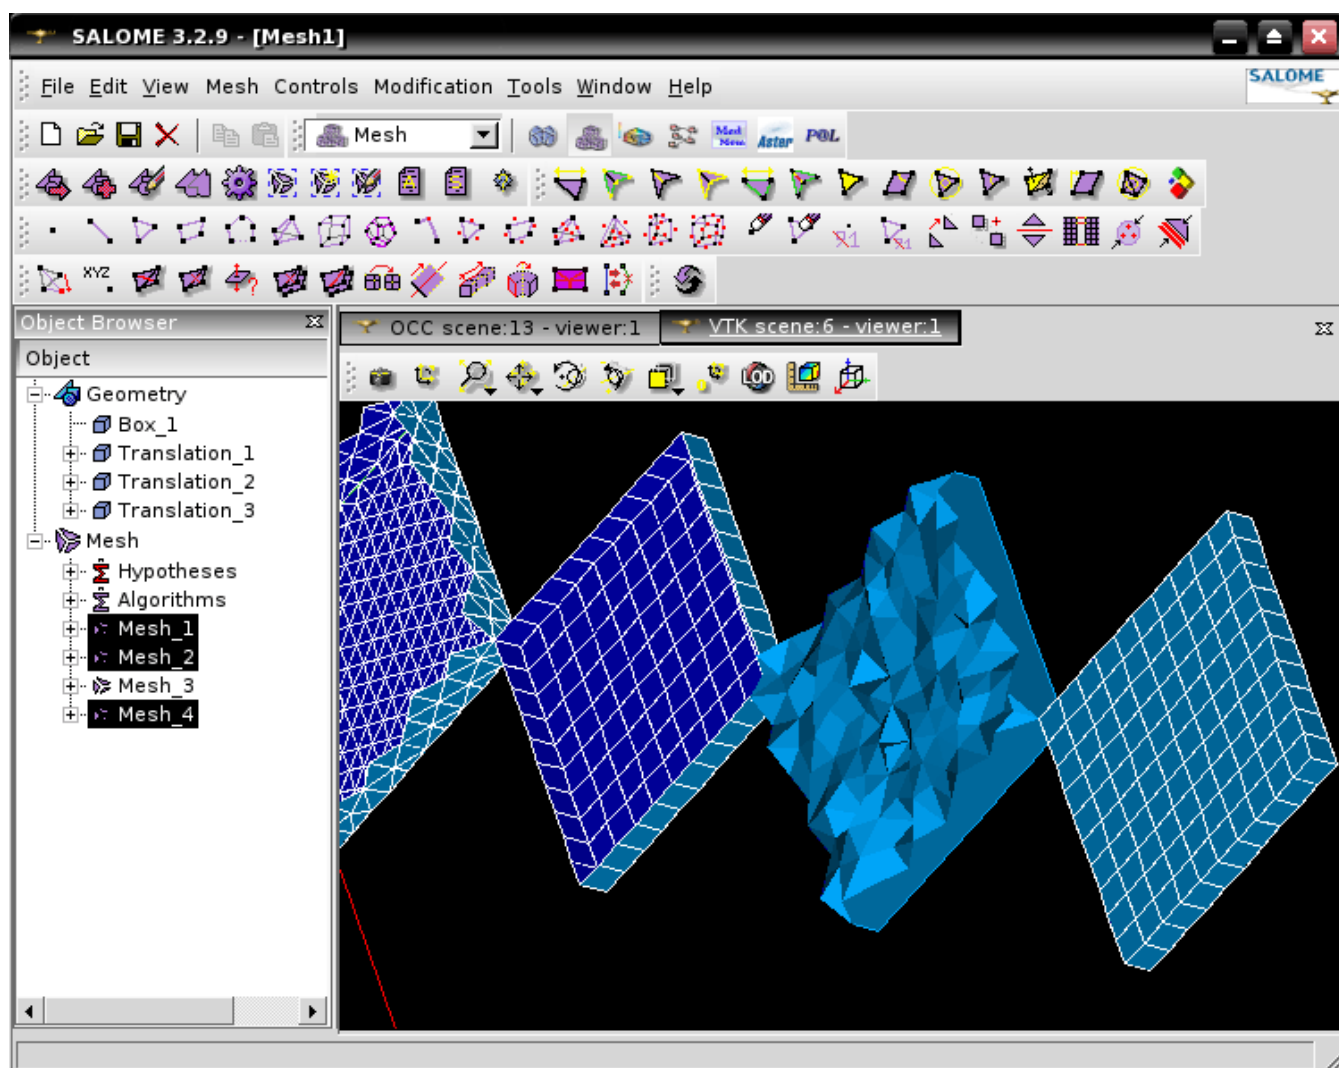 SALOME 3.2.9 - [Mesh1]
File Edit View Mesh Controls Modification Tools Window Help
SALOME
Mesh
Med
Mem
Aster
POL
XYZ
LOD
Object Browser
OCC scene:13 - viewer:1
VTK scene:6 - viewer:1
Object
Geometry
Box_1
Translation_1
Translation_2
Translation_3
Mesh
Hypotheses
Algorithms
Mesh_1
Mesh_2
Mesh_3
Mesh_4